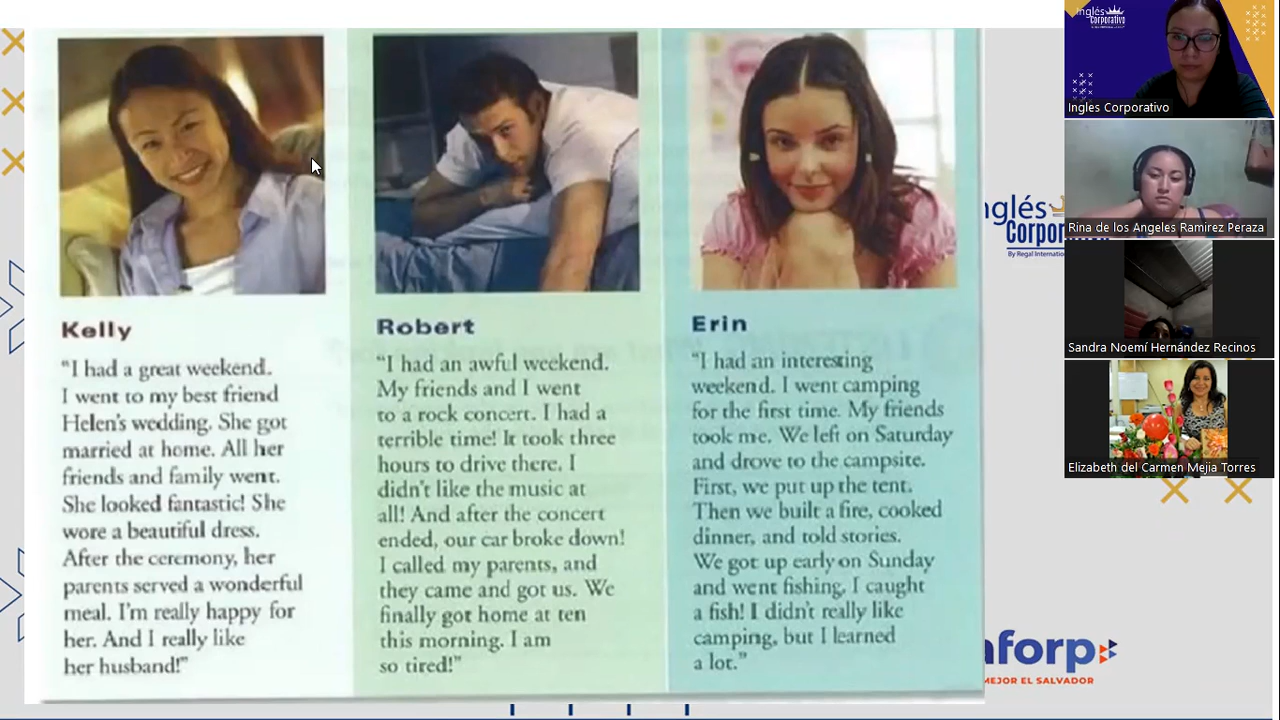 Kelly
"I had a great weekend.
I went to my best friend
Helen's wedding. She got
married at home. All her
friends and family went.
She looked fantastic! She
wore a beautiful dress.
After the ceremony, her
parents served a wonderful
meal. I'm really happy for
her. And I really like
her husband!"
Robert
"I had an awful weekend.
My friends and I went
to a rock concert. I had a
terrible time! It took three
hours to drive there. I
didn't like the music at
all! And after the concert
ended, our car broke down!
I called my parents, and
they came and got us. We
finally got home at ten
this morning. I am
so tired!"
Erin
"I had an interesting
weekend. I went camping
for the first time. My friends
took me. We left on Saturday
and drove to the campsite.
First, we put up the tent.
Then we built a fire, cooked
dinner, and told stories.
We got up early on Sunday
and went fishing. I caught
a fish! I didn't really like
camping, but I learned
a lot."
nglés
Corpor
By Regal Internation
aforp
MEJOR EL SALVADOR
nglés
Corporativo
Ingles Corporativo
Rina de los Angeles Ramirez Peraza
Sandra Noemí Hernández Recinos
Elizabeth del Carmen Mejia Torres